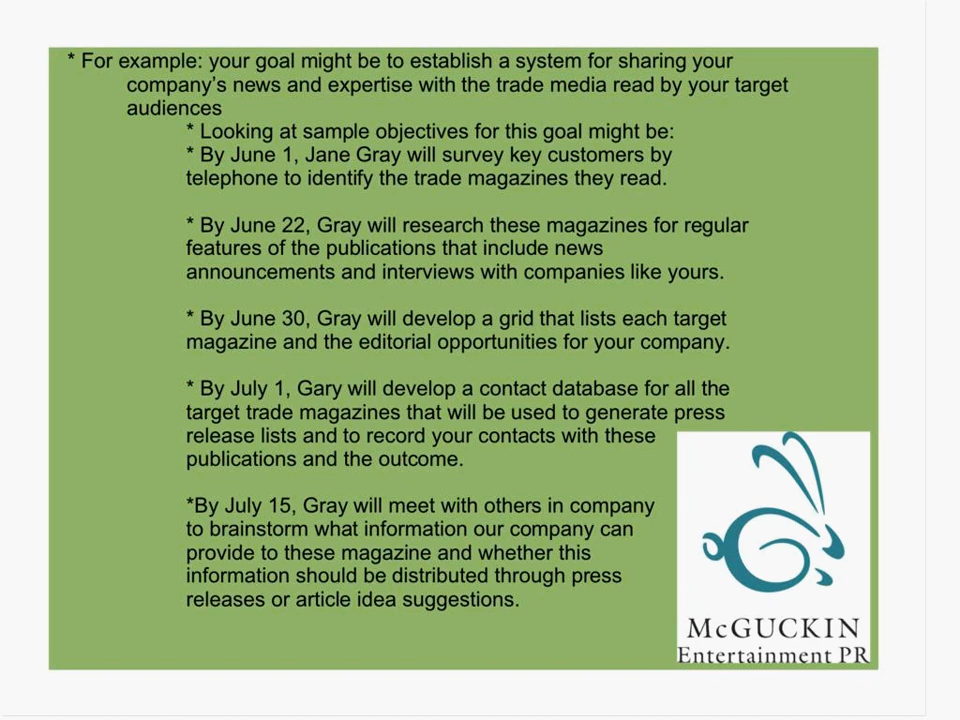 * For example: your goal might be to establish a system for sharing your
company's news and expertise with the trade media read by your target
audiences
* Looking at sample objectives for this goal might be:
* By June 1, Jane Gray will survey key customers by
telephone to identify the trade magazines they read.
* By June 22, Gray will research these magazines for regular
features of the publications that include news
announcements and interviews with companies like yours.
* By June 30, Gray will develop a grid that lists each target
magazine and the editorial opportunities for your company.
* By July 1, Gary will develop a contact database for all the
target trade magazines that will be used to generate press
release lists and to record your contacts with these
publications and the outcome.
*By July 15, Gray will meet with others in company
to brainstorm what information our company can
provide to these magazine and whether this
information should be distributed through press
releases or article idea suggestions.
McGUCKIN
Entertainment PR